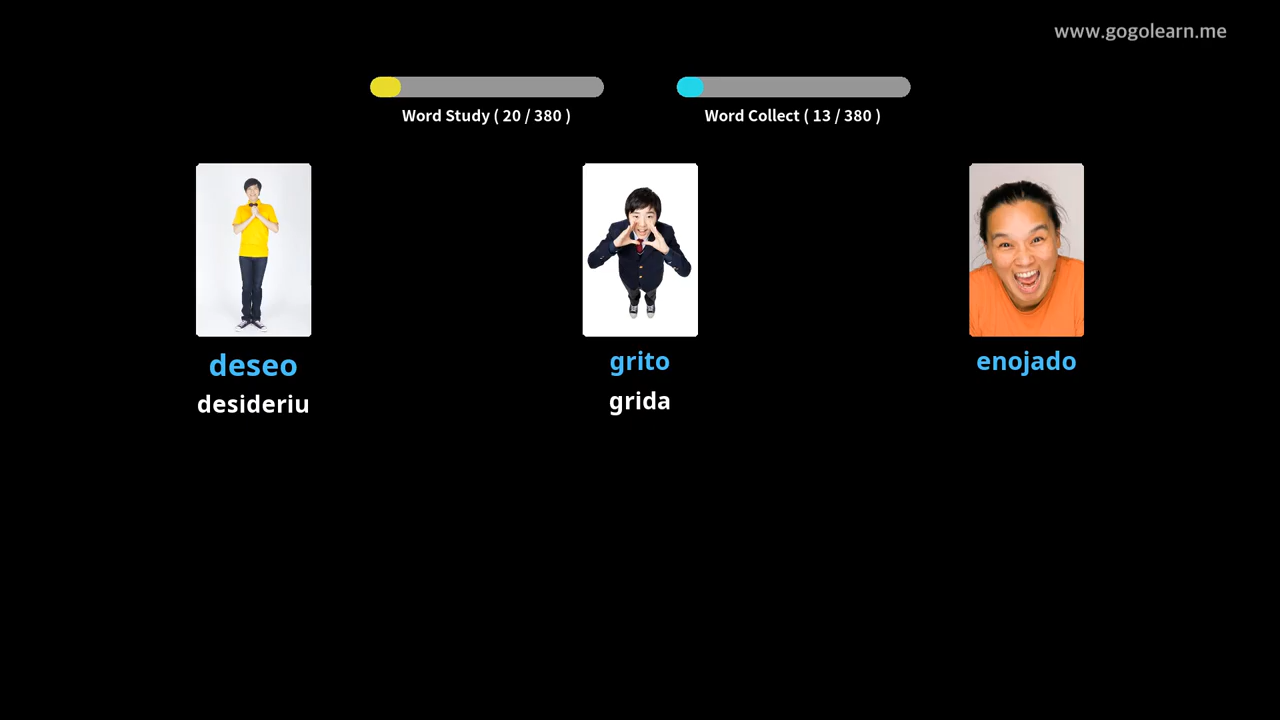 www.gogolearn.me
Word Study ( 20 / 380 )
Word Collect ( 13 / 380 )
deseo
grito
enojado
desideriu
grida